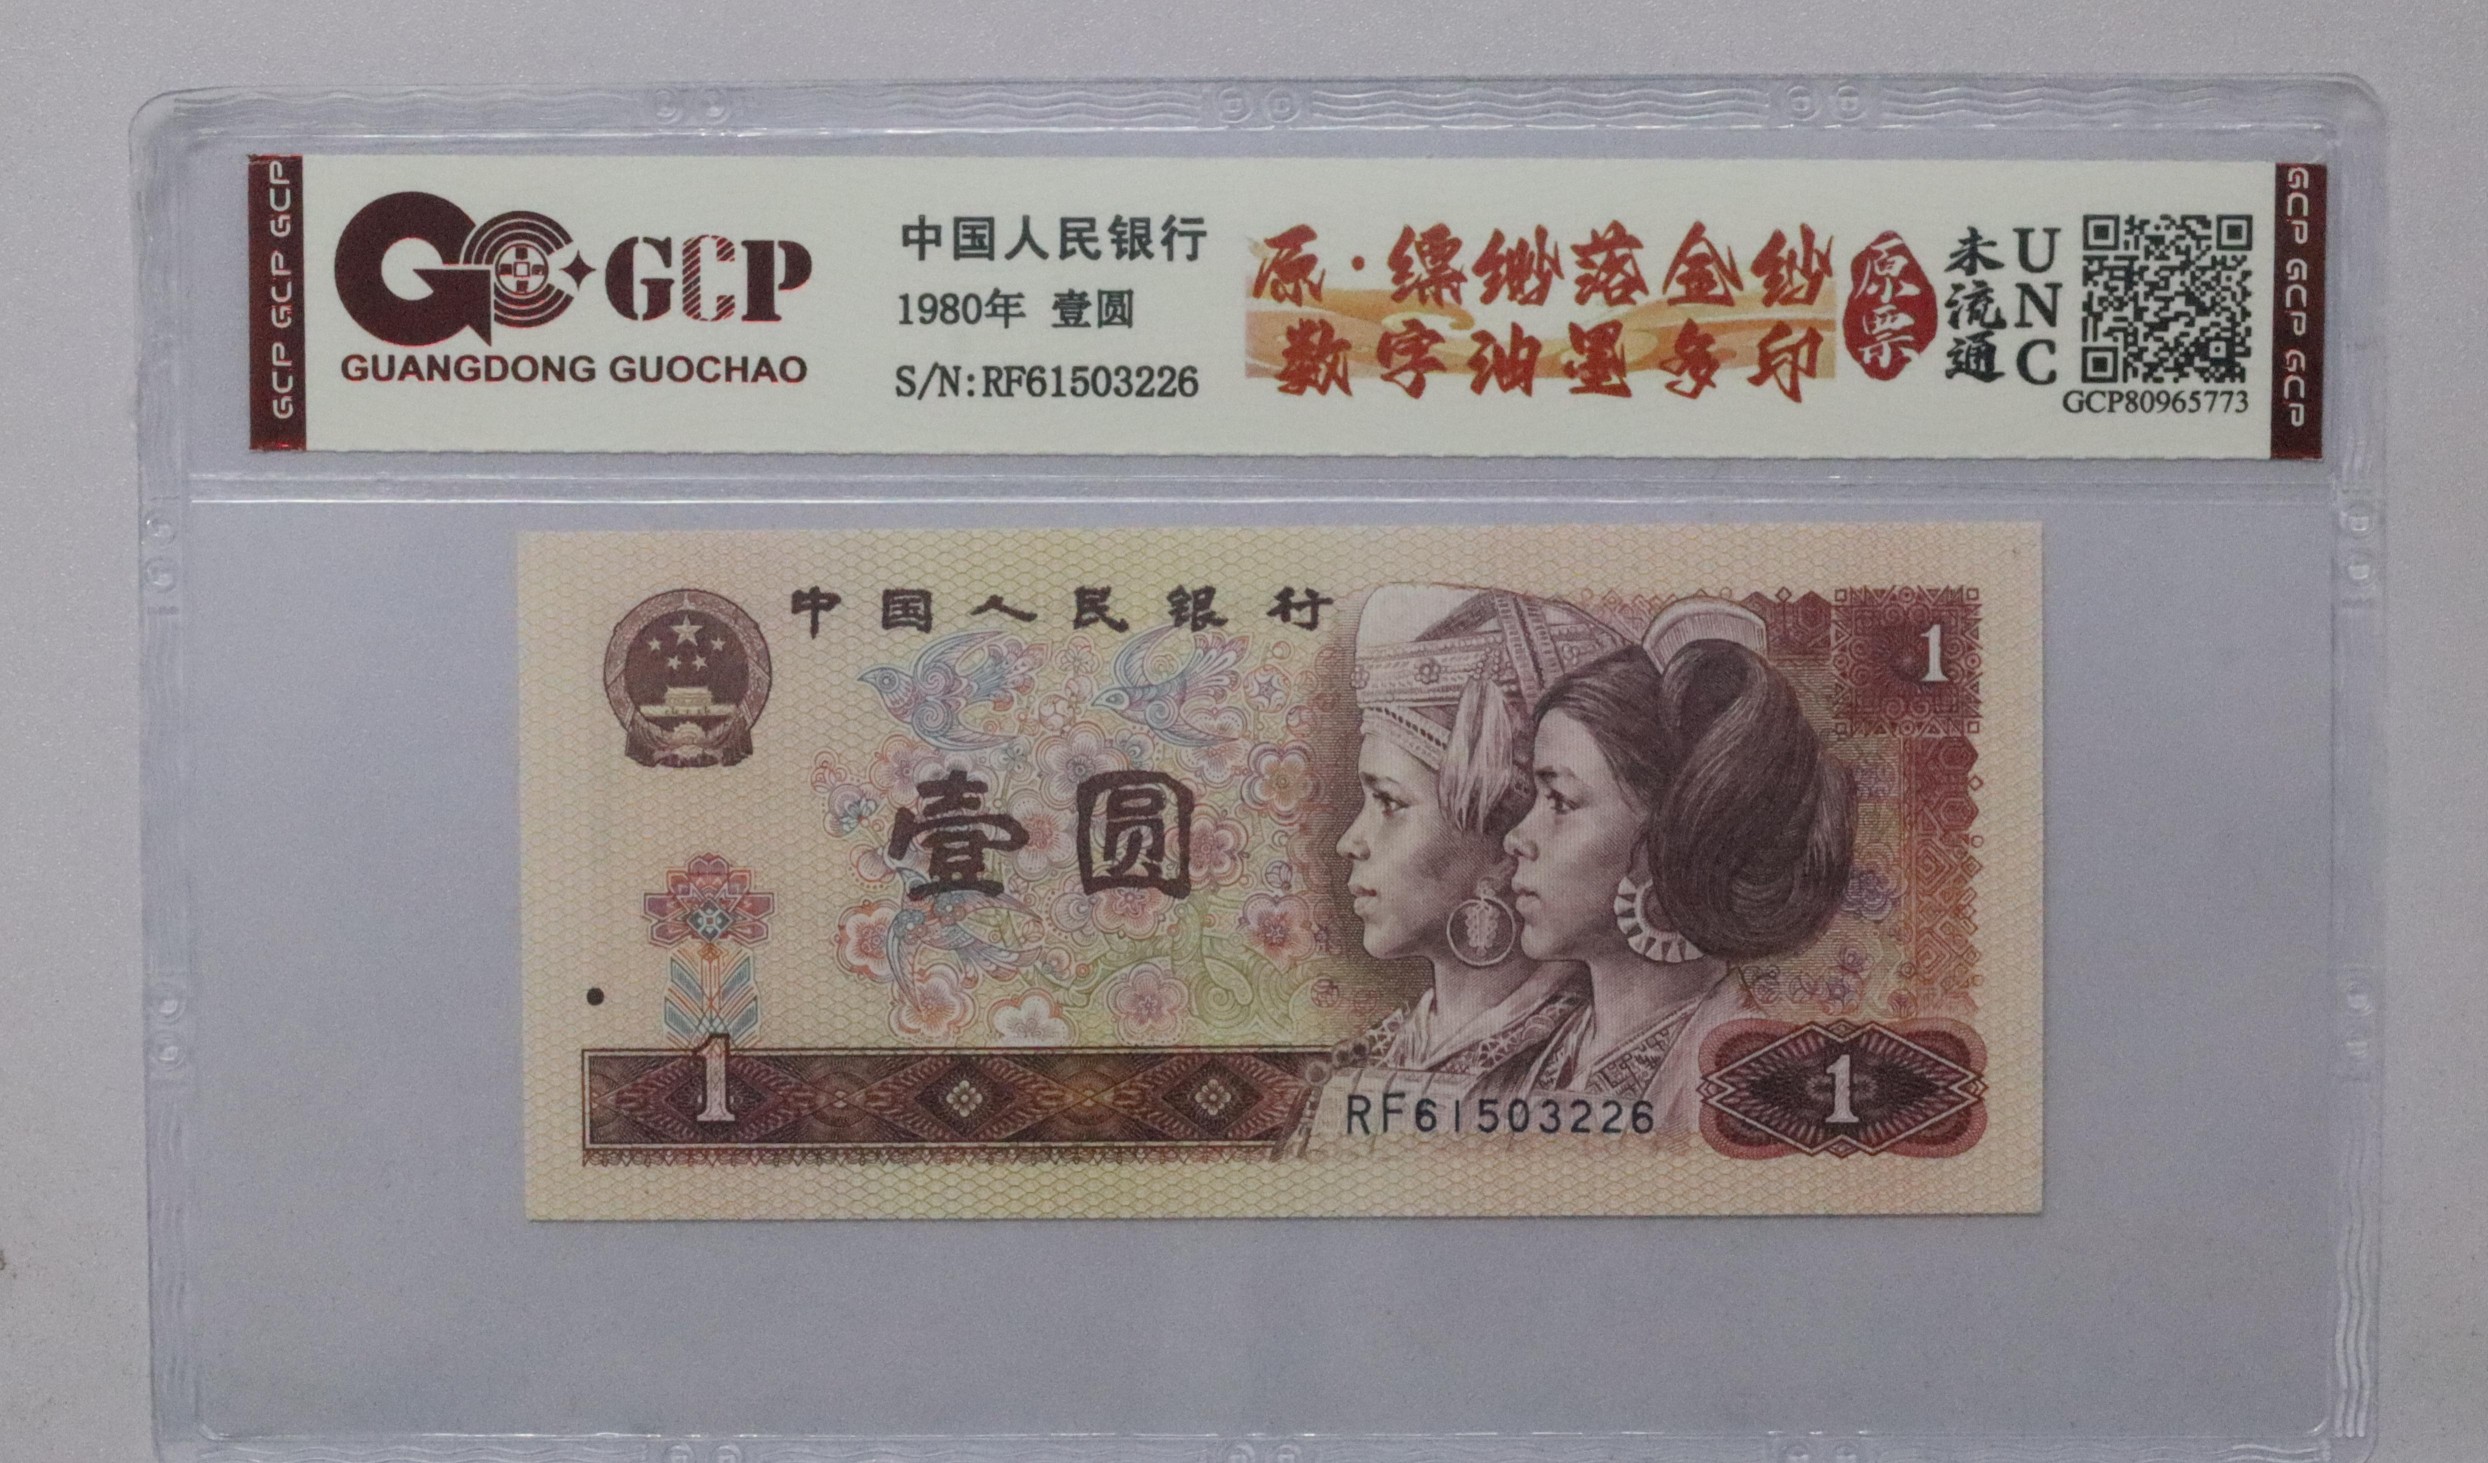 GCP GCP GCP
GCP
GUANGDONG GUOCHAO
中国人民银行
1980年 壹圆
S/N:RF61503226
原·缥缈落金纱
数字油墨多印
原票
未流通
UNC
GCP80965773
GCP GCP GCP
中国人民银行
1
壹圆
1
RF61503226
1